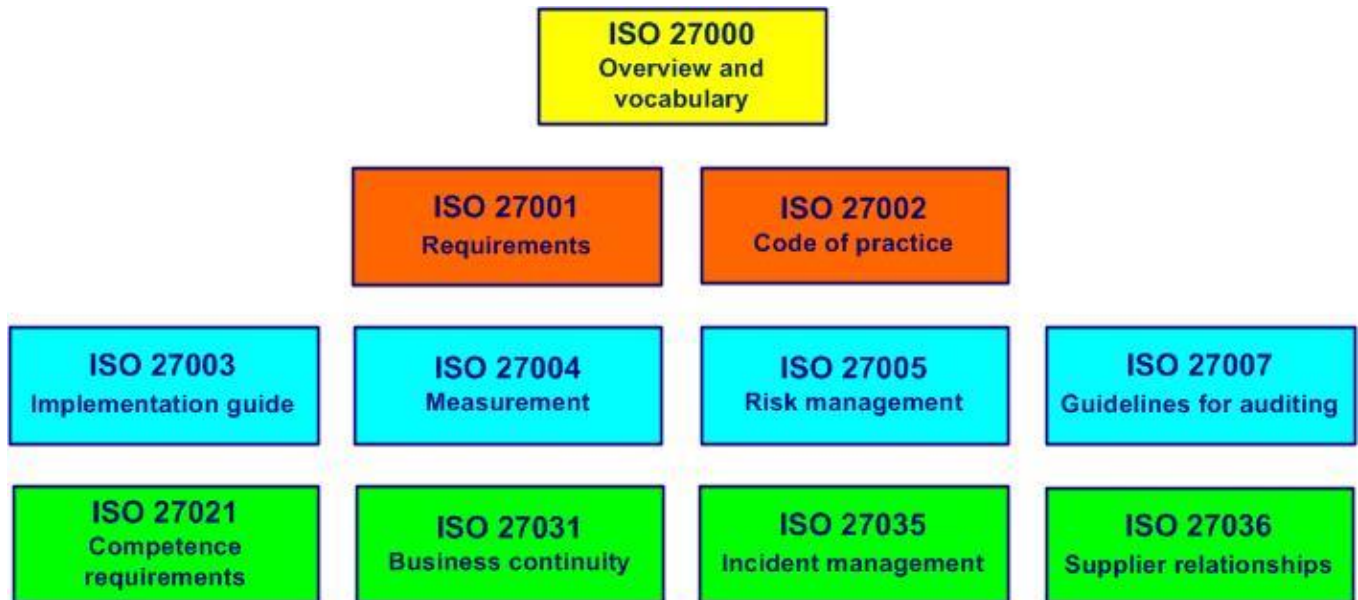 ISO 27000
Overview and
vocabulary
ISO 27001
Requirements
ISO 27002
Code of practice
ISO 27003
Implementation guide
ISO 27004
Measurement
ISO 27005
Risk management
ISO 27007
Guidelines for auditing
ISO 27021
Competence
requirements
ISO 27031
Business continuity
ISO 27035
Incident management
ISO 27036
Supplier relationships